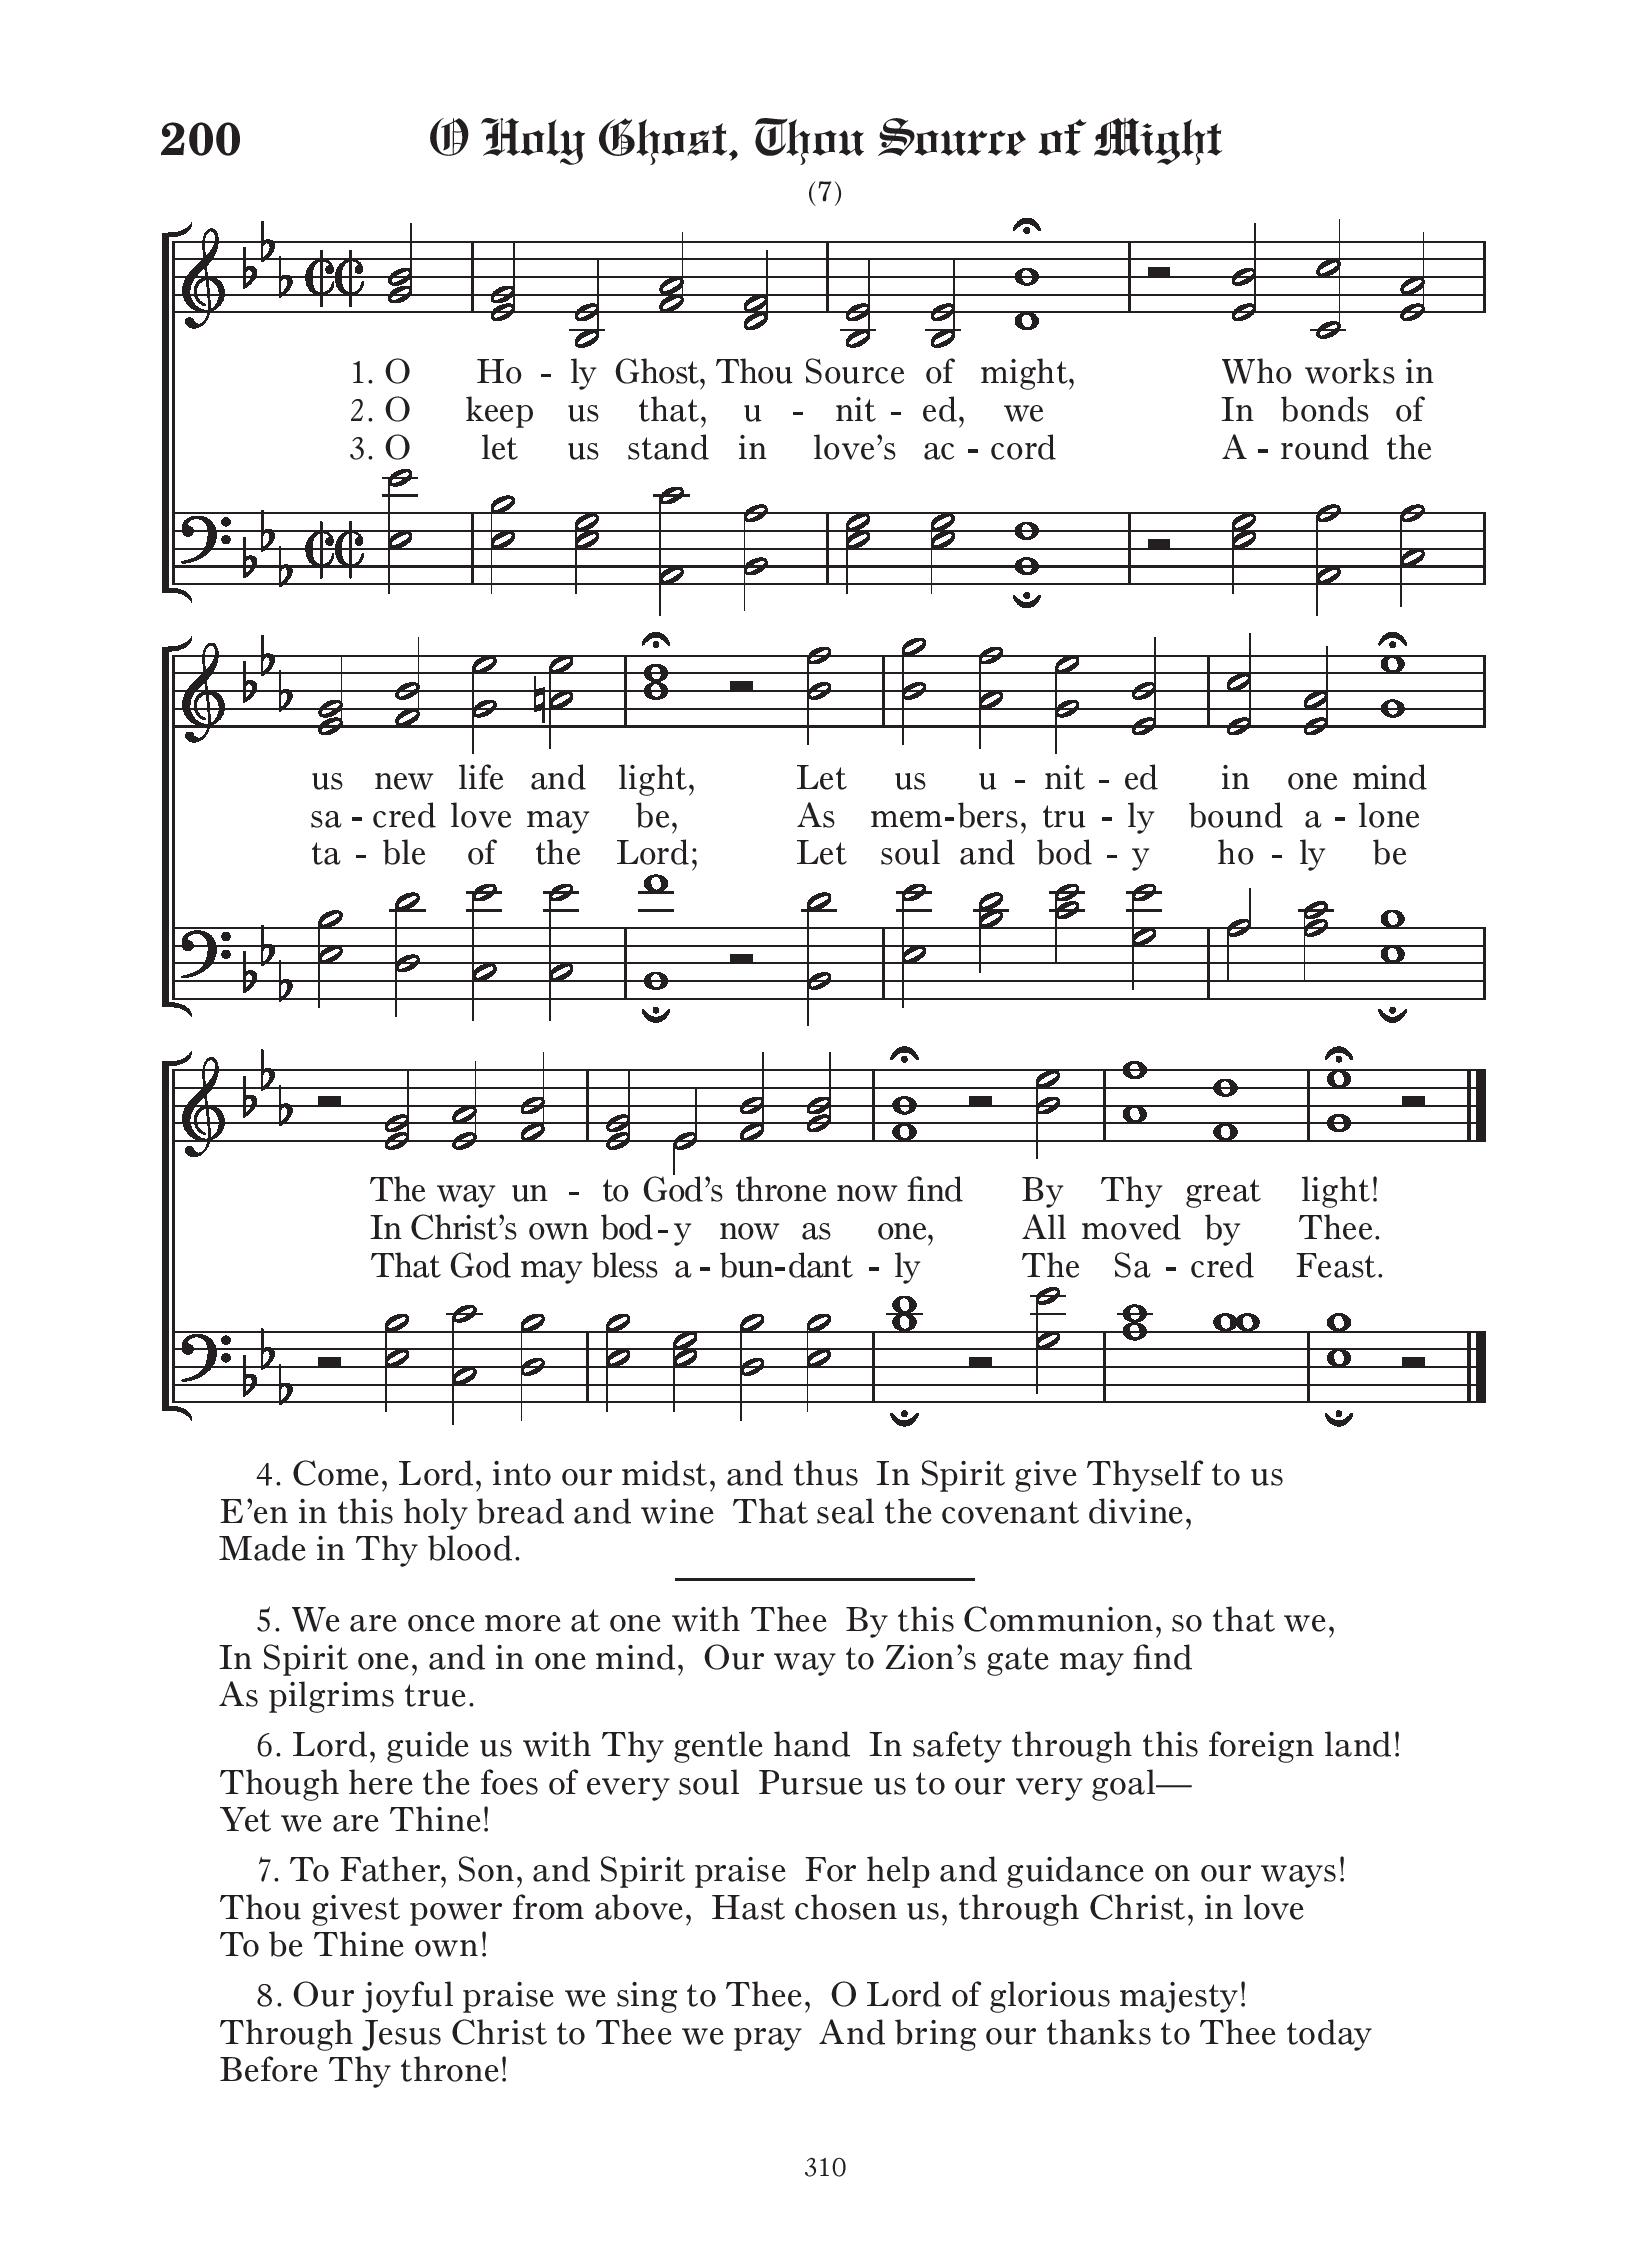 200 O Holy Ghost, Thou Source of Might
(7)
1. O Ho - ly Ghost, Thou Source of might, Who works in
2. O keep us that, u - nit - ed, we In bonds of
3. O let us stand in love's ac - cord A - round the
us new life and light, Let us u - nit - ed in one mind
sa - cred love may be, As mem - bers, tru - ly bound a - lone
ta - ble of the Lord; Let soul and bod - y ho - ly be
The way un - to God's throne now find By Thy great light!
In Christ's own bod - y now as one, All moved by Thee.
That God may bless a - bun - dant - ly The Sa - cred Feast.
4. Come, Lord, into our midst, and thus In Spirit give Thyself to us
E'en in this holy bread and wine That seal the covenant divine,
Made in Thy blood.
5. We are once more at one with Thee By this Communion, so that we,
In Spirit one, and in one mind, Our way to Zion's gate may find
As pilgrims true.
6. Lord, guide us with Thy gentle hand In safety through this foreign land!
Though here the foes of every soul Pursue us to our very goal—
Yet we are Thine!
7. To Father, Son, and Spirit praise For help and guidance on our ways!
Thou givest power from above, Hast chosen us, through Christ, in love
To be Thine own!
8. Our joyful praise we sing to Thee, O Lord of glorious majesty!
Through Jesus Christ to Thee we pray And bring our thanks to Thee today
Before Thy throne!
310